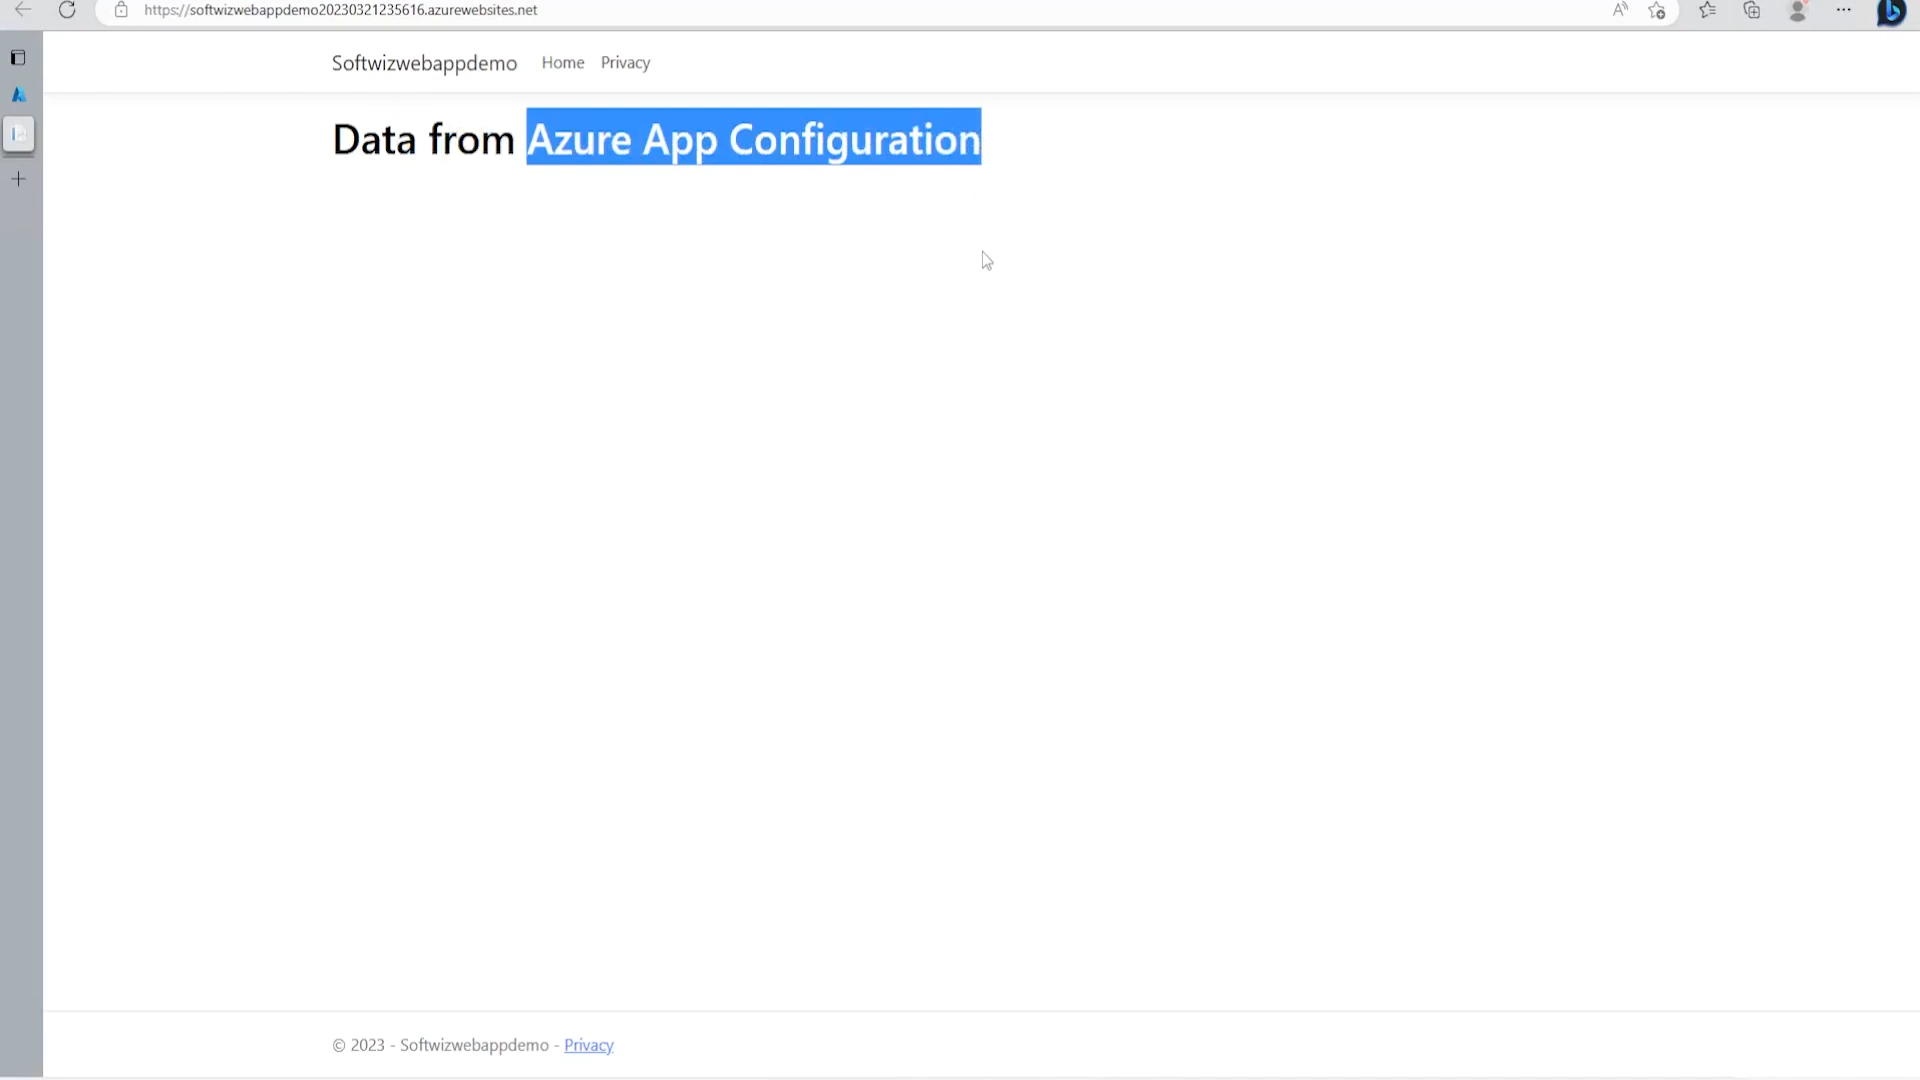 https://softwizwebappdemo20230321235616.azurewebsites.net
Softwizwebappdemo Home Privacy
Data from Azure App Configuration
© 2023 - Softwizwebappdemo - Privacy